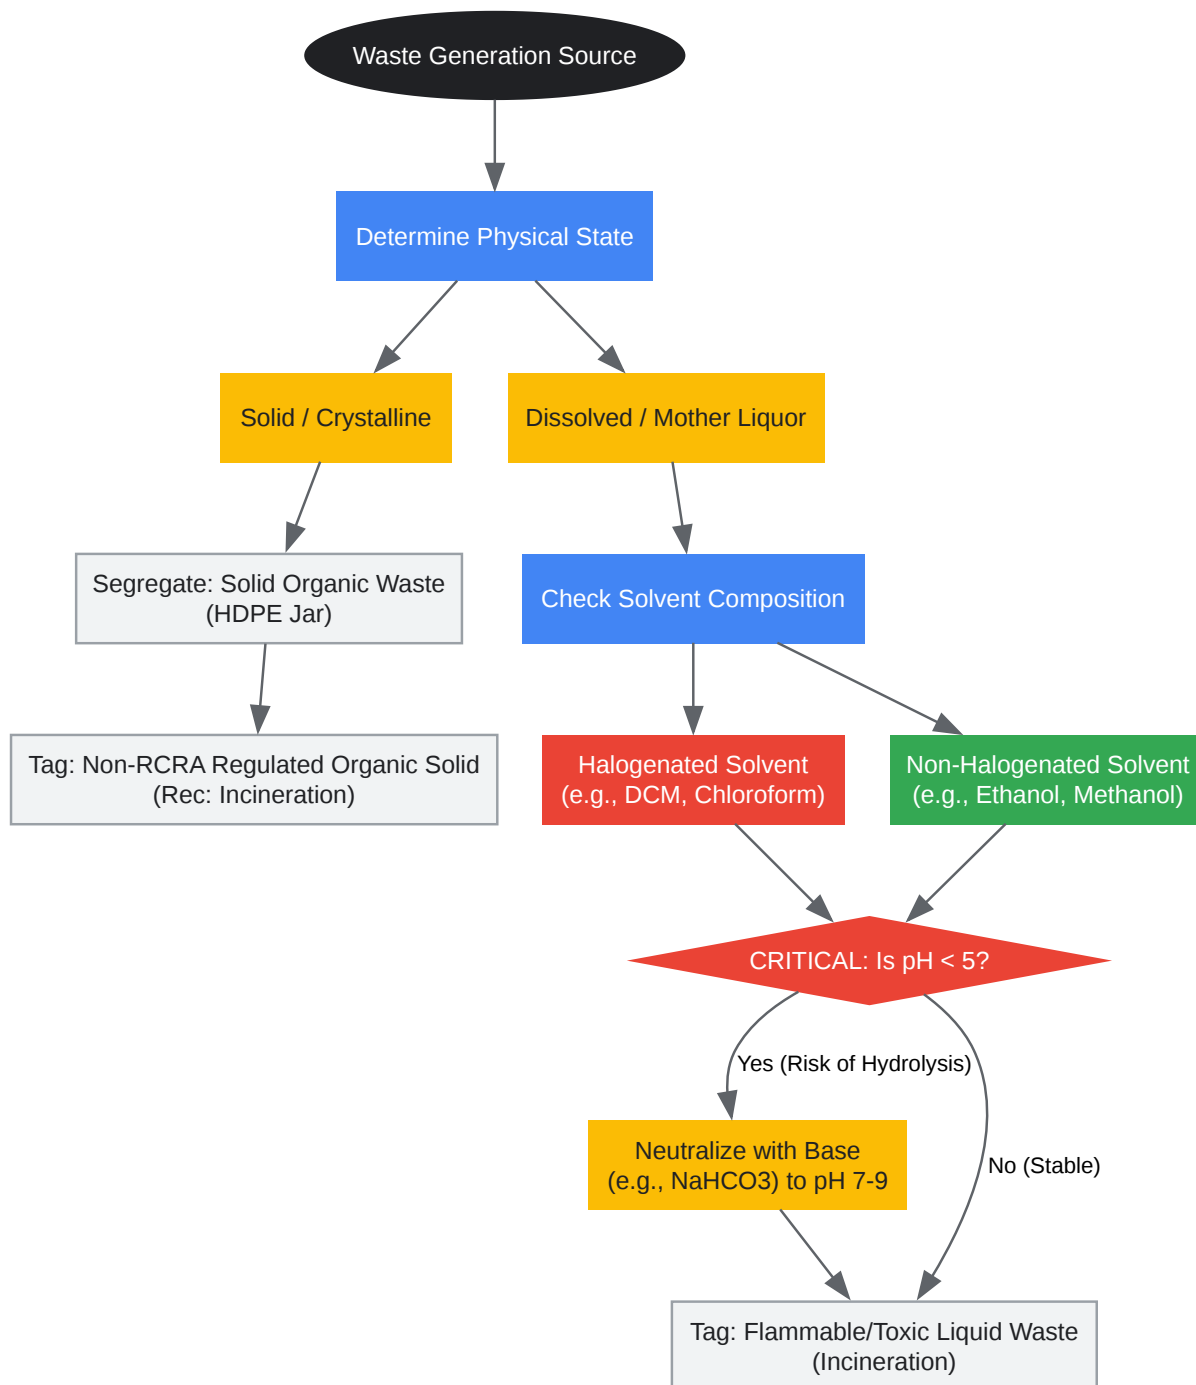 Waste Generation Source
Determine Physical State
Solid / Crystalline
Dissolved / Mother Liquor
Segregate: Solid Organic Waste
(HDPE Jar)
Check Solvent Composition
Tag: Non-RCRA Regulated Organic Solid
(Rec: Incineration)
Halogenated Solvent
(e.g., DCM, Chloroform)
Non-Halogenated Solvent
(e.g., Ethanol, Methanol)
CRITICAL: Is pH < 5?
Yes (Risk of Hydrolysis)
Neutralize with Base
(e.g., NaHCO3) to pH 7-9
No (Stable)
Tag: Flammable/Toxic Liquid Waste
(Incineration)